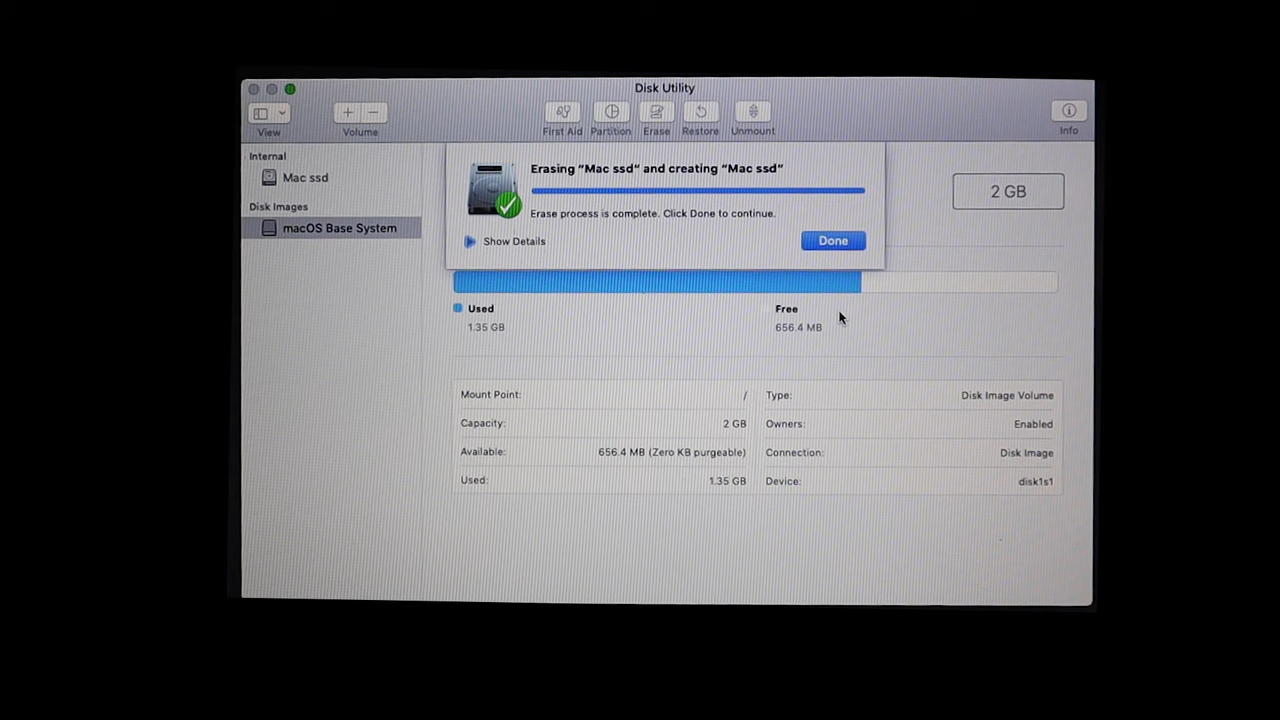 Disk Utility
View
Volume
First Aid
Partition
Erase
Restore
Unmount
Info
Internal
Mac ssd
Disk Images
macOS Base System
Erasing “Mac ssd” and creating “Mac ssd”
Erase process is complete. Click Done to continue.
Show Details
Done
2 GB
Used
1.35 GB
Free
656.4 MB
Mount Point: /
Type: Disk Image Volume
Capacity: 2 GB
Owners: Enabled
Available: 656.4 MB (Zero KB purgeable)
Connection: Disk Image
Used: 1.35 GB
Device: disk1s1